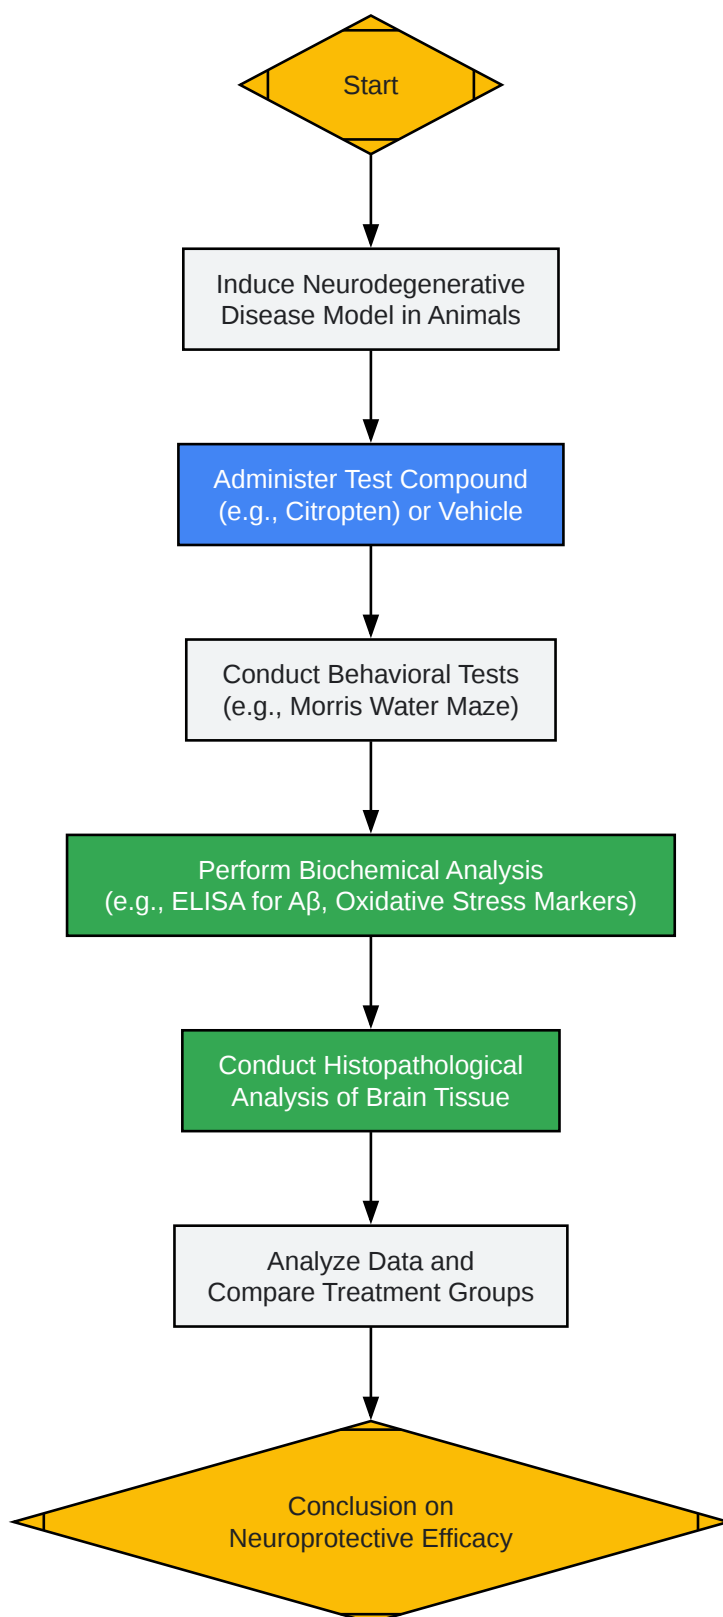 Start
Induce Neurodegenerative
Disease Model in Animals
Administer Test Compound
(e.g., Citropten) or Vehicle
Conduct Behavioral Tests
(e.g., Morris Water Maze)
Perform Biochemical Analysis
(e.g., ELISA for Aβ, Oxidative Stress Markers)
Conduct Histopathological
Analysis of Brain Tissue
Analyze Data and
Compare Treatment Groups
Conclusion on
Neuroprotective Efficacy